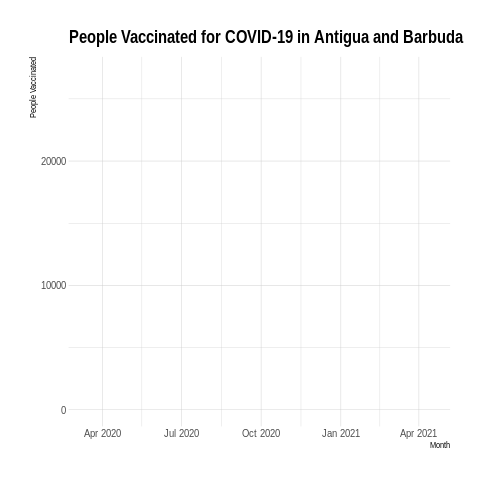 People Vaccinated for COVID-19 in Antigua and Barbuda
People Vaccinated
20000
10000
0
Apr 2020 Jul 2020 Oct 2020 Jan 2021 Apr 2021
Month